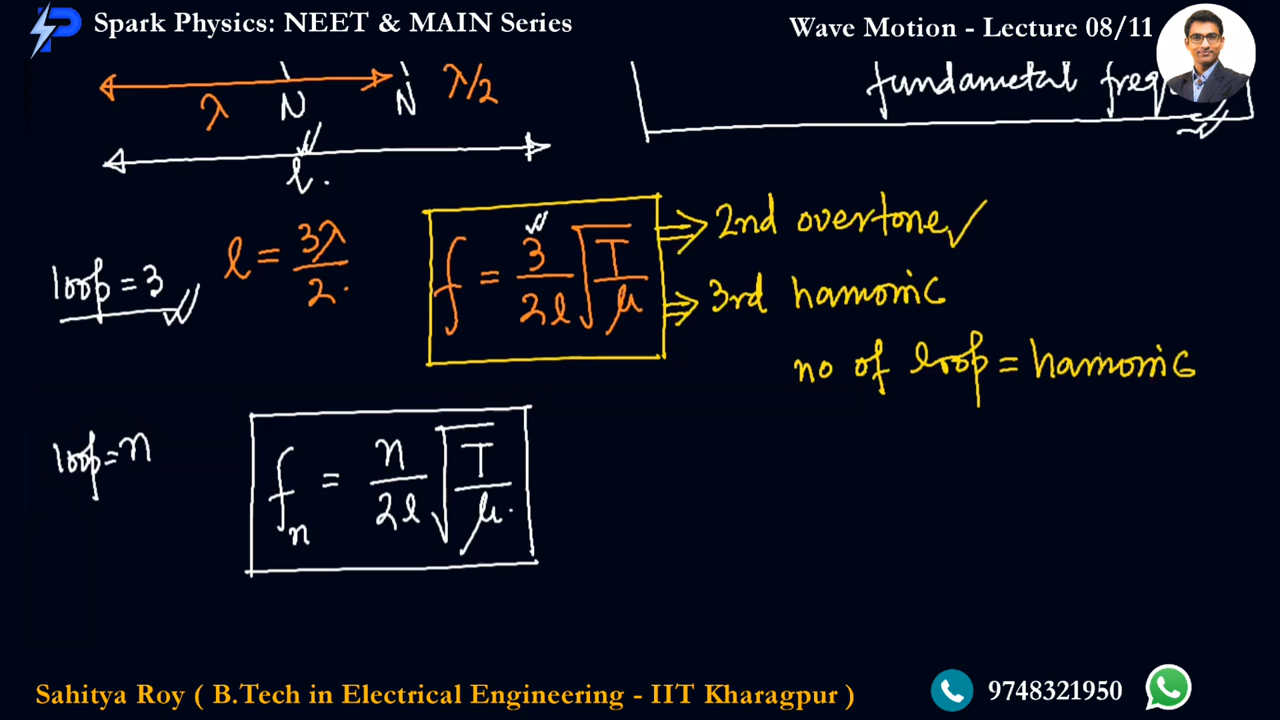 Spark Physics: NEET & MAIN Series
Wave Motion - Lecture 08/11
λ N N λ/2
l.
fundametal freq
loop = 3
l = 3λ/2.
f = 3/2l √T/μ
⇒ 2nd overtone ✓
⇒ 3rd hamonic
no of loop = hamonic
loop = n
f_n = n/2l √T/μ.
Sahitya Roy ( B.Tech in Electrical Engineering - IIT Kharagpur )
9748321950